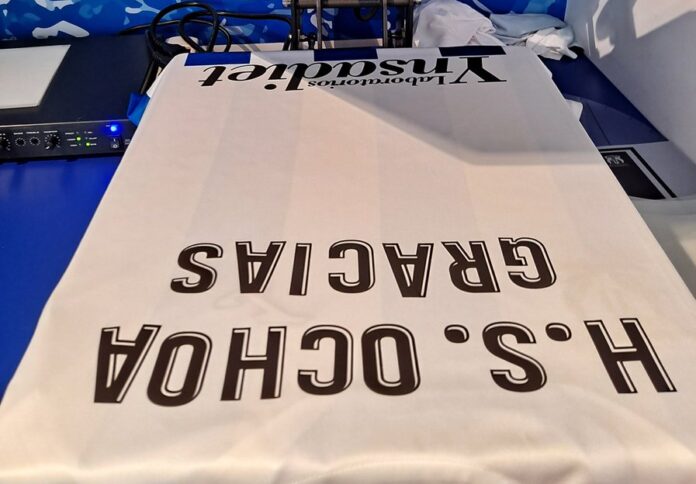 H.S. OCHOA
GRACIAS
Laboratorios
Ynsadiet